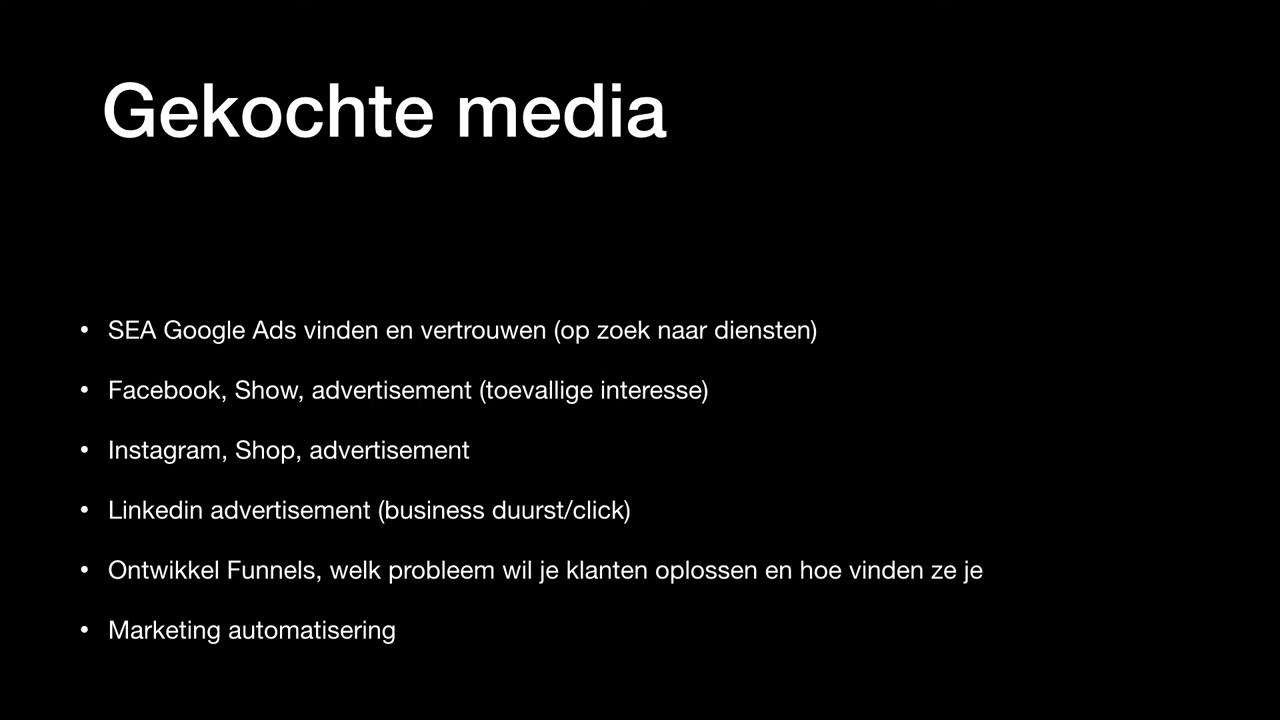 Gekochte media
• SEA Google Ads vinden en vertrouwen (op zoek naar diensten)
• Facebook, Show, advertisement (toevallige interesse)
• Instagram, Shop, advertisement
• Linkedin advertisement (business duurst/click)
• Ontwikkel Funnels, welk probleem wil je klanten oplossen en hoe vinden ze je
• Marketing automatisering